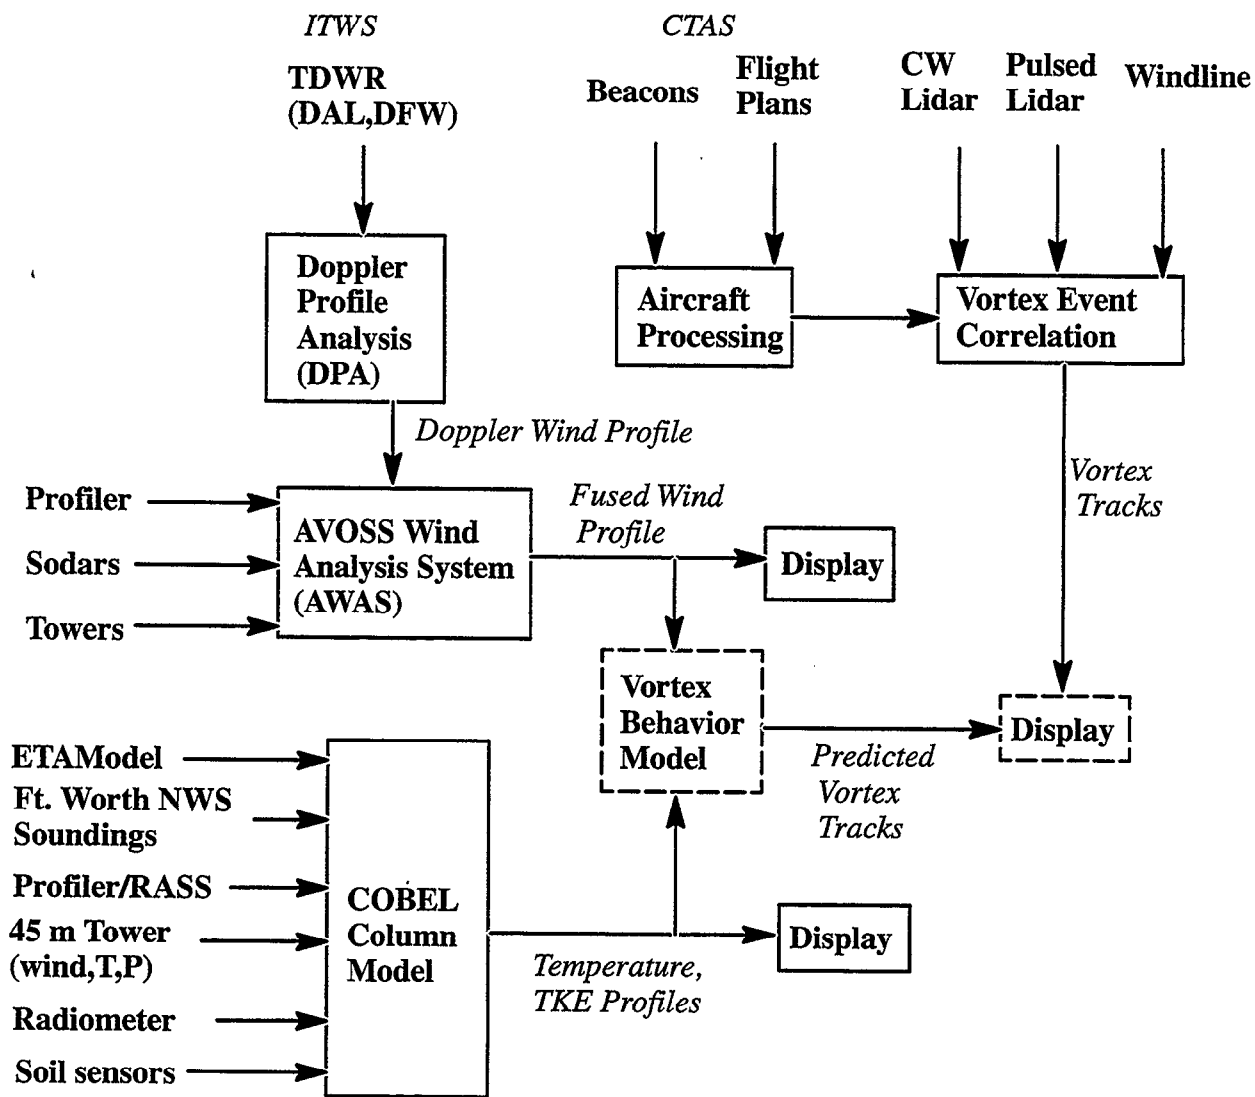 ITWS
CTAS
TDWR
(DAL,DFW)
Beacons
Flight
Plans
CW
Lidar
Pulsed
Lidar
Windline
Doppler
Profile
Analysis
(DPA)
Aircraft
Processing
Vortex Event
Correlation
Doppler Wind Profile
Vortex
Tracks
Profiler
Sodars
Towers
AVOSS Wind
Analysis System
(AWAS)
Fused Wind
Profile
Display
Vortex
Behavior
Model
Predicted
Vortex
Tracks
Display
ETAModel
Ft. Worth NWS
Soundings
Profiler/RASS
45 m Tower
(wind,T,P)
Radiometer
Soil sensors
COBEL
Column
Model
Temperature,
TKE Profiles
Display